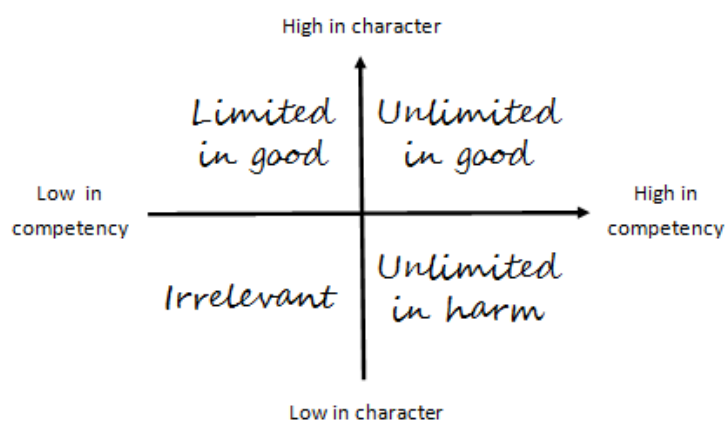 High in character
Limited
in good
Unlimited
in good
Low in
competency
High in
competency
Irrelevant
Unlimited
in harm
Low in character